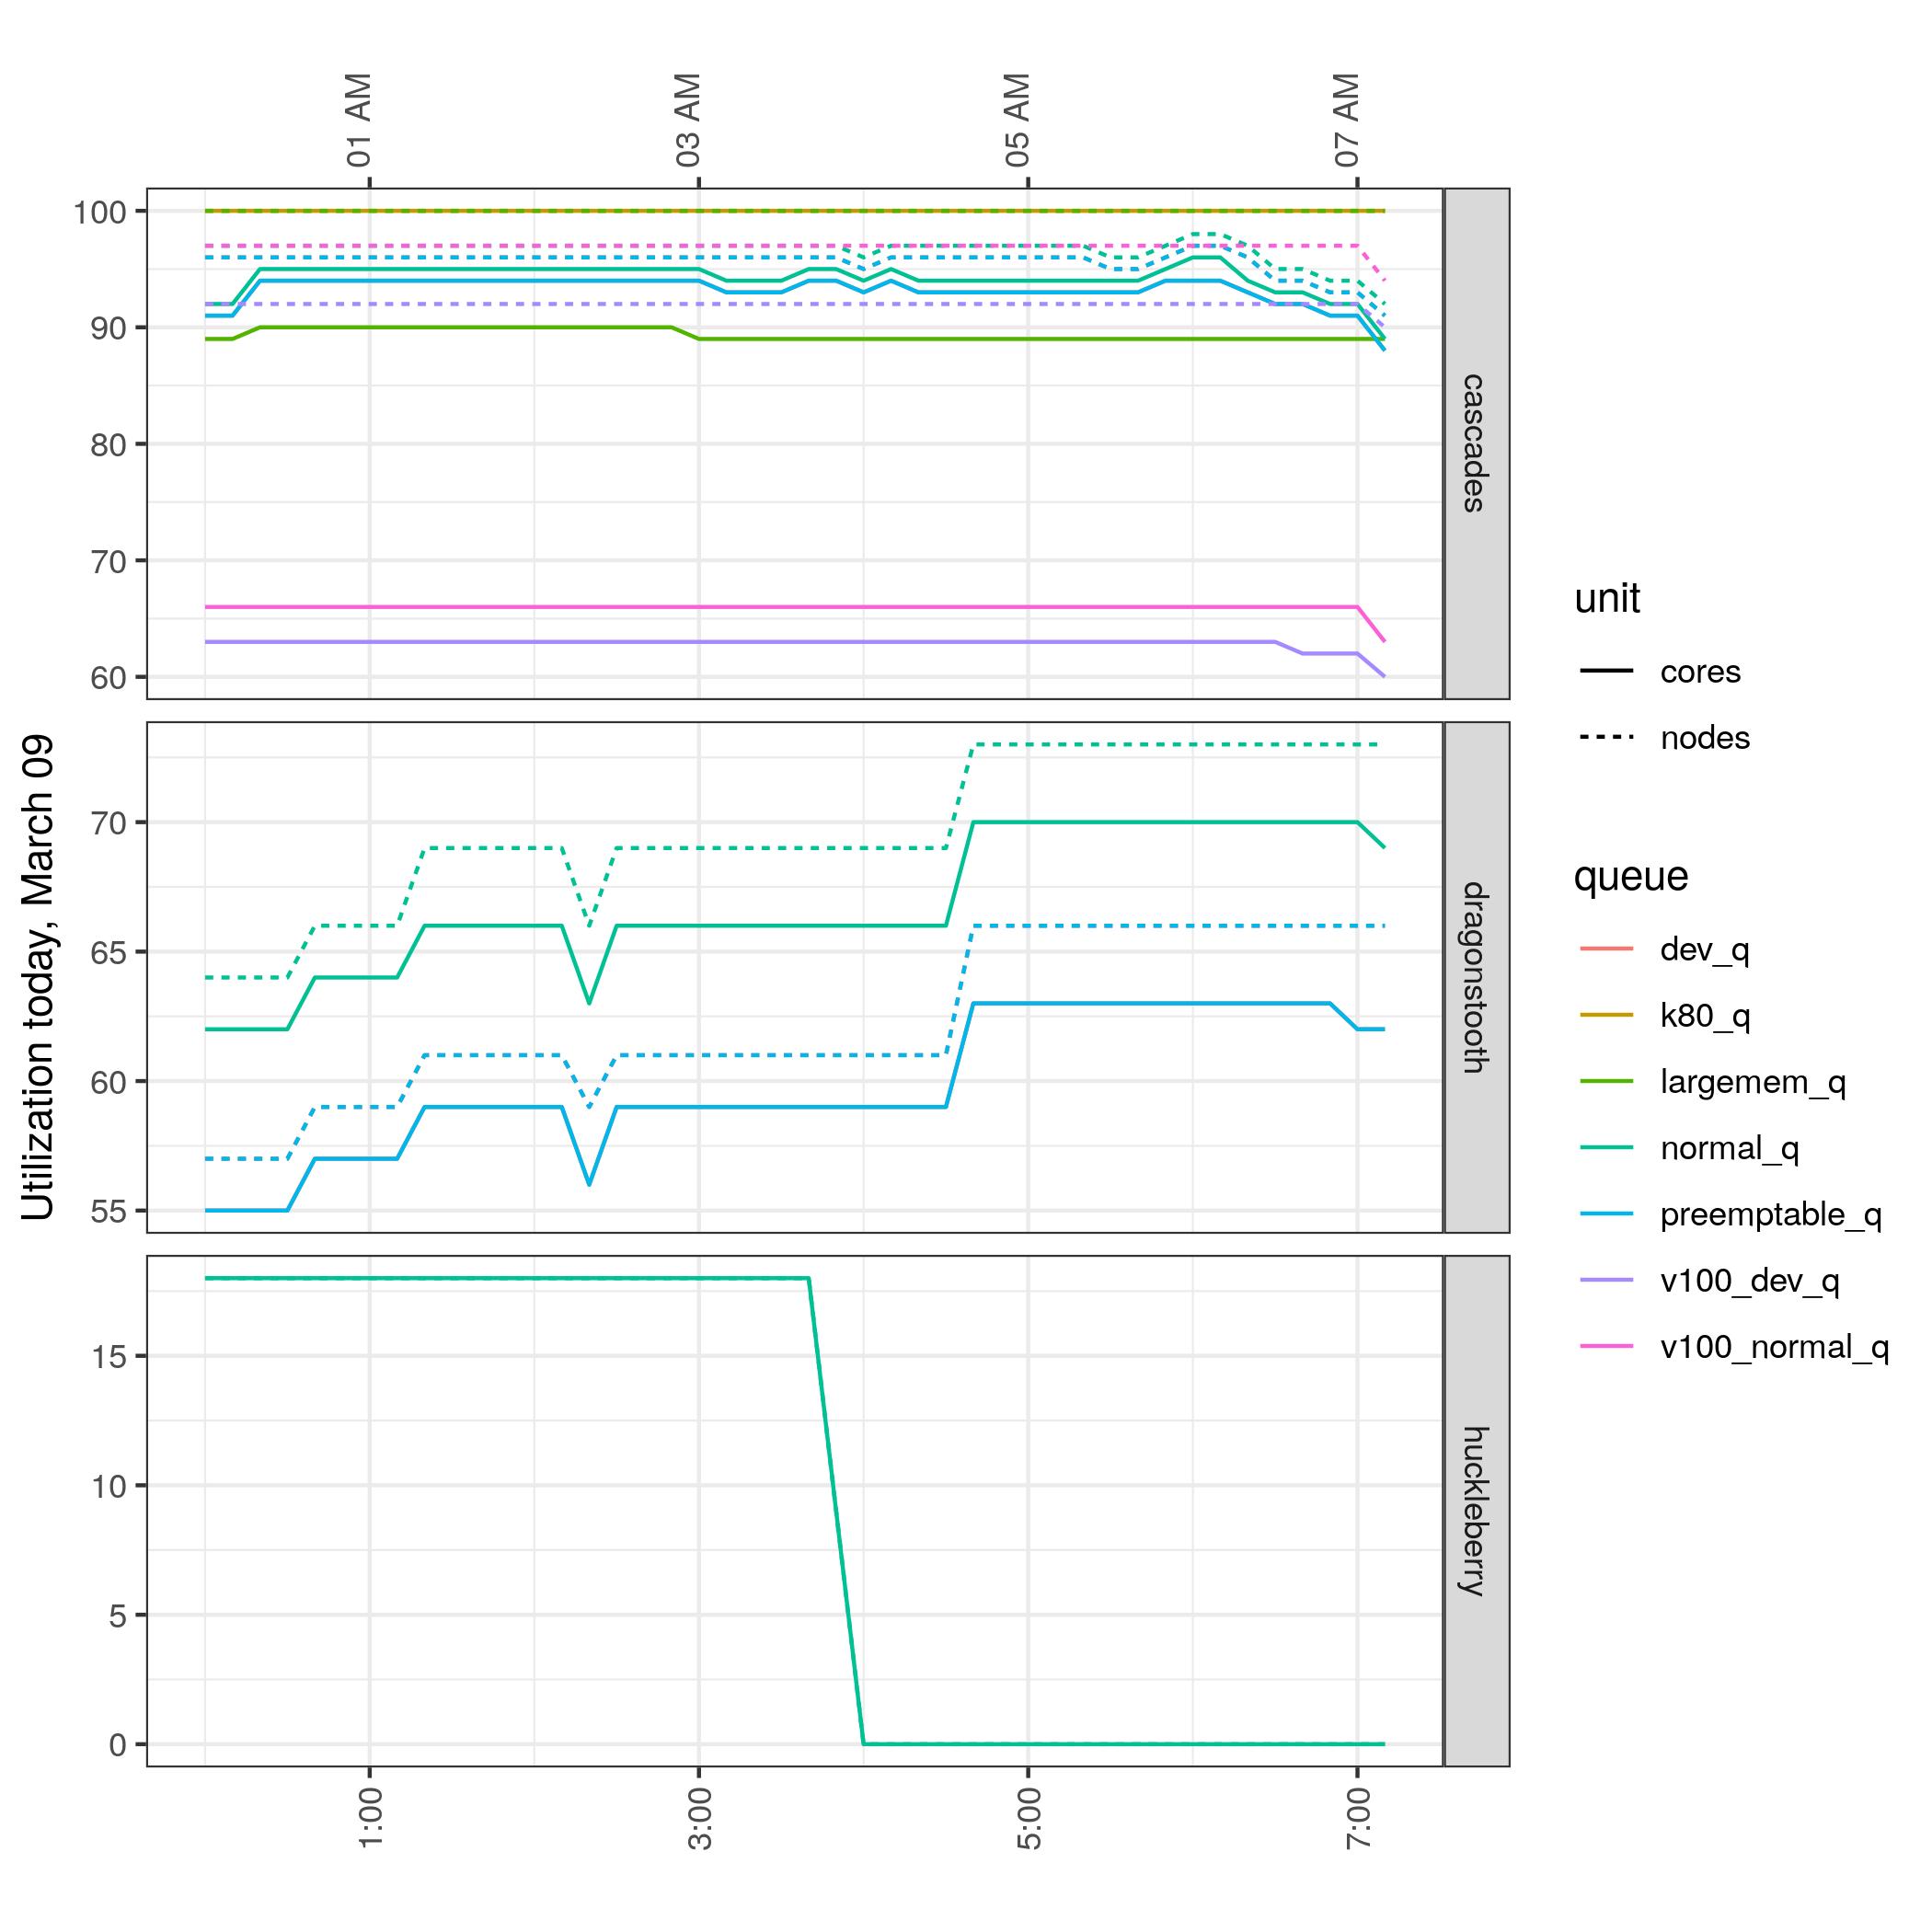 01 AM
03 AM
05 AM
07 AM
Utilization today, March 09
100
90
80
70
60
cascades
70
65
60
55
dragonstooth
15
10
5
0
huckleberry
1:00
3:00
5:00
7:00
unit
cores
nodes
queue
dev_q
k80_q
largemem_q
normal_q
preemptable_q
v100_dev_q
v100_normal_q